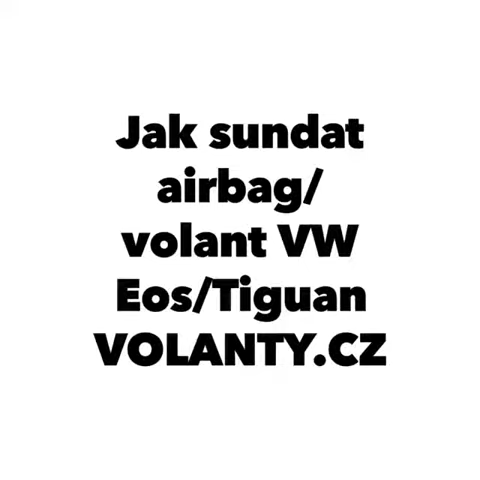 Jak sundat
airbag/
volant VW
Eos/Tiguan
VOLANTY.CZ